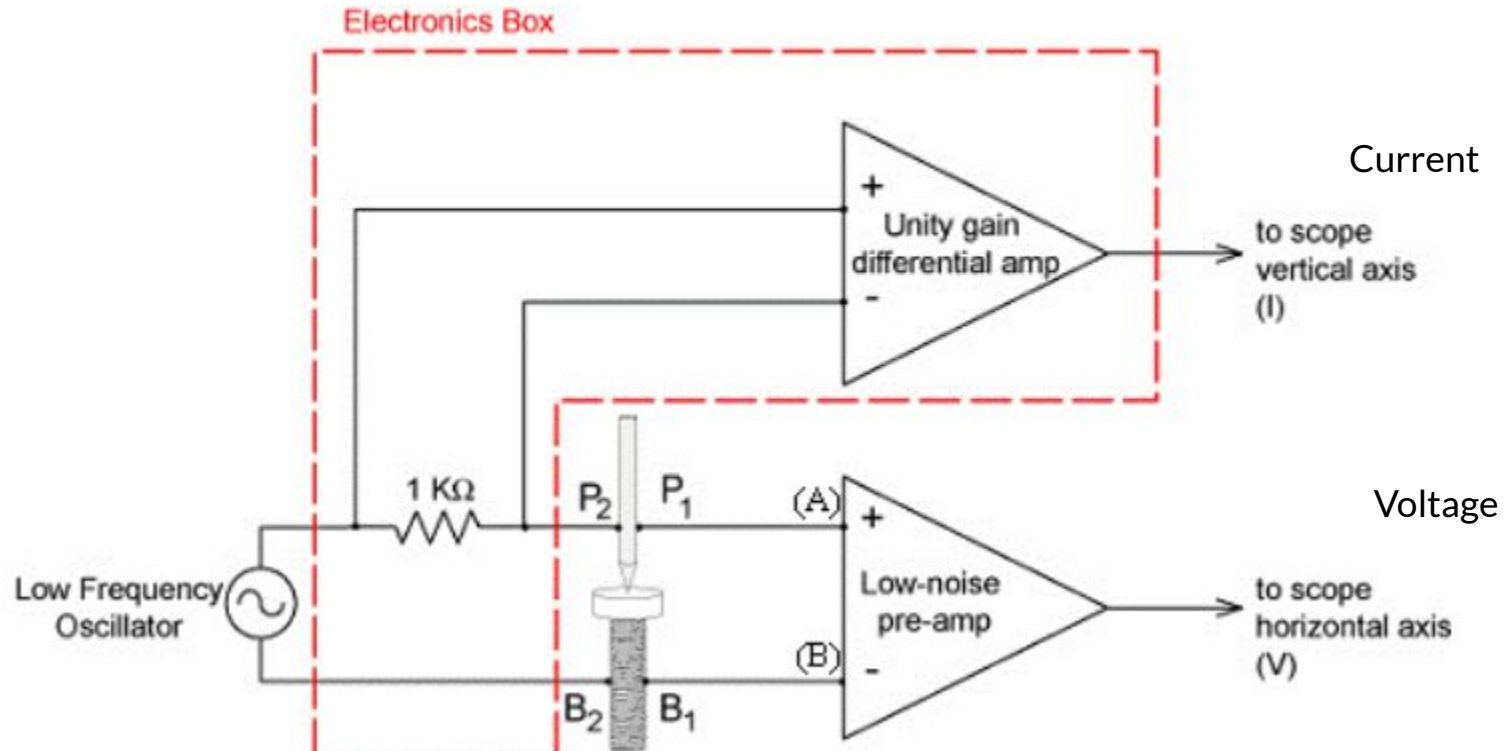 Electronics Box
Current
+
Unity gain
differential amp
-
to scope
vertical axis
(I)
1 KΩ
P₂
P₁
(A)
+
Voltage
Low Frequency
Oscillator
Low-noise
pre-amp
to scope
horizontal axis
(V)
(B)
-
B₂
B₁